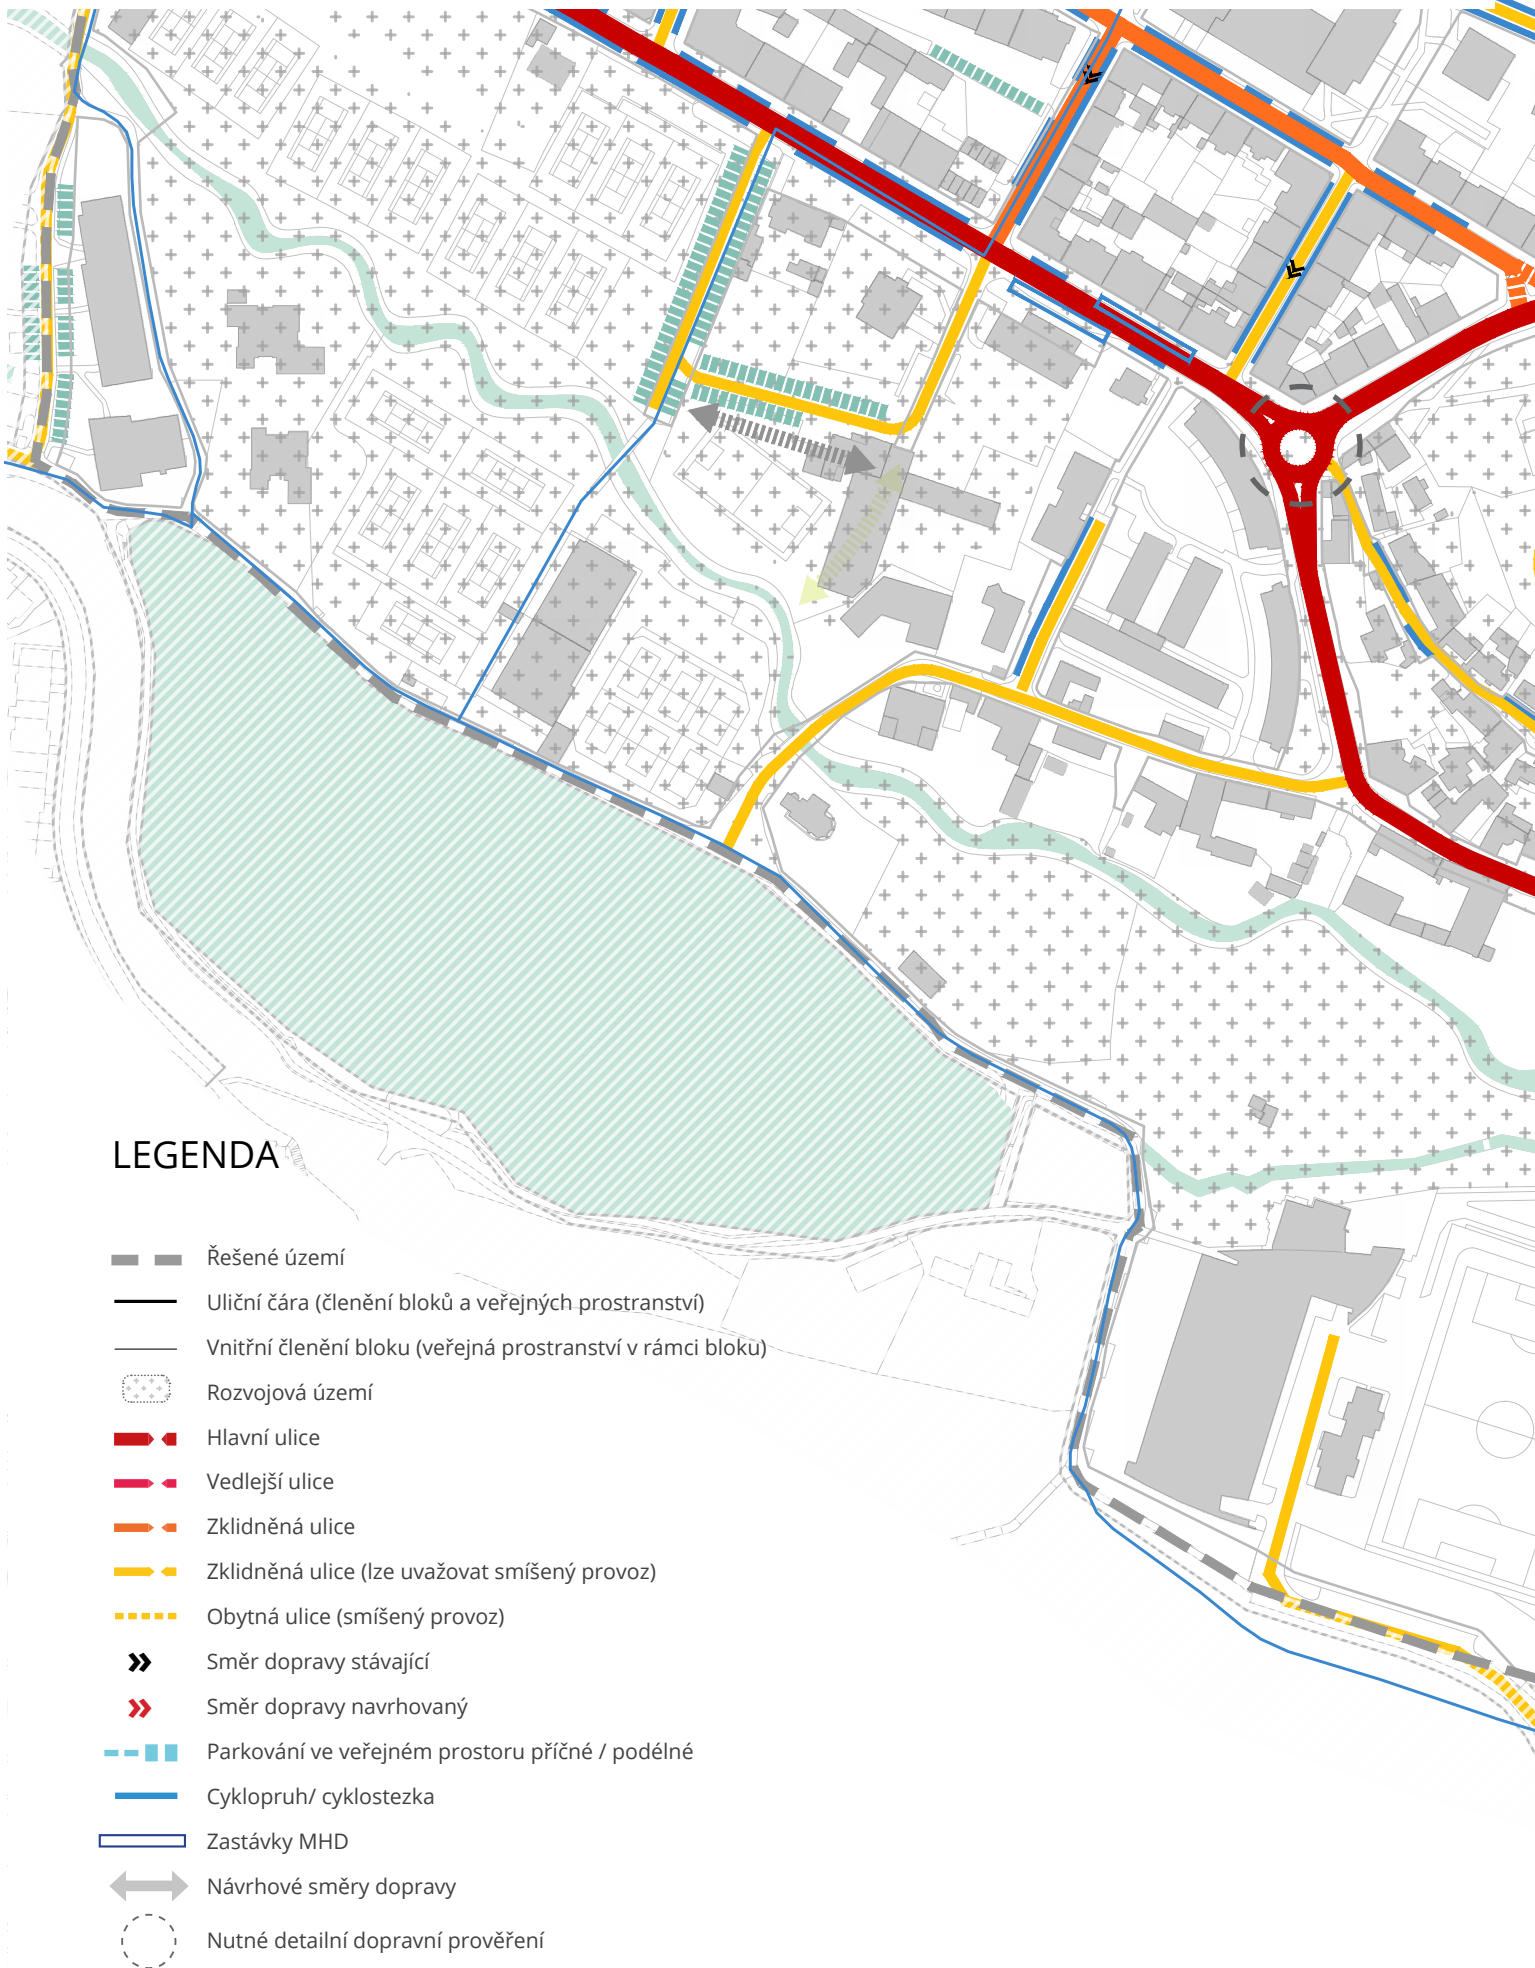 LEGENDA
Řešené území
Uliční čára (členění bloků a veřejných prostranství)
Vnitřní členění bloku (veřejná prostranství v rámci bloku)
Rozvojová území
Hlavní ulice
Vedlejší ulice
Zklidněná ulice
Zklidněná ulice (lze uvažovat smíšený provoz)
Obytná ulice (smíšený provoz)
Směr dopravy stávající
Směr dopravy navrhovaný
Parkování ve veřejném prostoru příčné / podélné
Cyklopruh/ cyklostezka
Zastávky MHD
Návrhové směry dopravy
Nutné detailní dopravní prověření